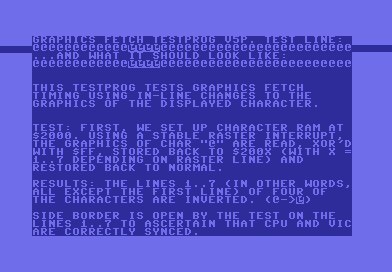 GRAPHICS FETCH TESTPROG V5P. TEST LINE:
@@@@@@@@@@@@@@@@@@@@@@@@@@@@@@@@@@@@@@@@
...AND WHAT IT SHOULD LOOK LIKE:
@@@@@@@@@@@@@@@@@@@@@@@@@@@@@@@@@@@@@@@@
THIS TESTPROG TESTS GRAPHICS FETCH
TIMING USING IN-LINE CHANGES TO THE
GRAPHICS OF THE DISPLAYED CHARACTER.
TEST: FIRST, WE SET UP CHARACTER RAM AT
$2000. USING A STABLE RASTER INTERRUPT,
THE GRAPHICS OF CHAR "@" ARE READ, XOR'D
WITH $FF, STORED BACK TO $200X (WITH X =
1..7 DEPENDING ON RASTER LINE) AND
RESTORED BACK TO NORMAL.
RESULTS: THE LINES 1..7 (IN OTHER WORDS,
ALL EXCEPT THE FIRST LINE) OF FOUR OF
THE CHARACTERS ARE INVERTED. (@->@)
SIDE BORDER IS OPEN BY THE TEST ON THE
LINES 1..7 TO ASCERTAIN THAT CPU AND VIC
ARE CORRECTLY SYNCED.